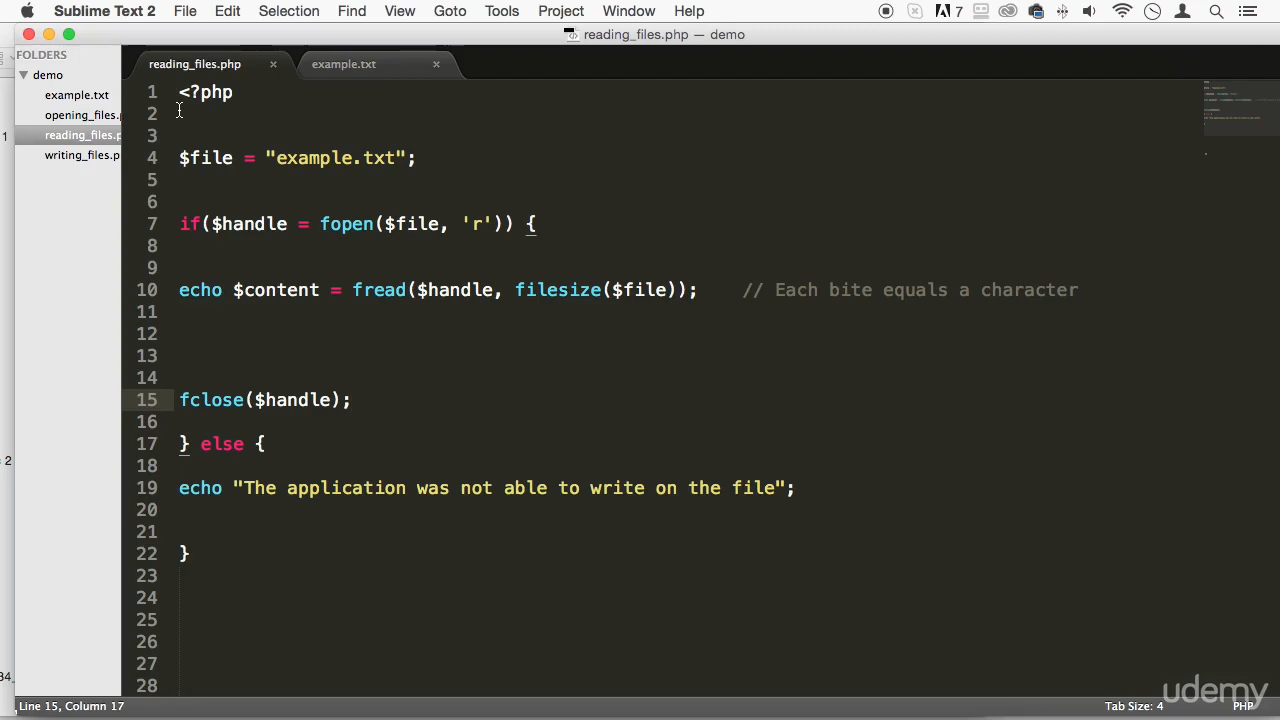 Sublime Text 2 File Edit Selection Find View Goto Tools Project Window Help 7
reading_files.php — demo
FOLDERS
demo
example.txt
opening_files.p
reading_files.p
writing_files.p
reading_files.php × example.txt ×
1 <?php
2
3
4 $file = "example.txt";
5
6
7 if($handle = fopen($file, 'r')) {
8
9
10 echo $content = fread($handle, filesize($file)); // Each bite equals a character
11
12
13
14
15 fclose($handle);
16
17 } else {
18
19 echo "The application was not able to write on the file";
20
21
22 }
23
24
25
26
27
28
Line 15, Column 17 Tab Size: 4 PHP
udemy